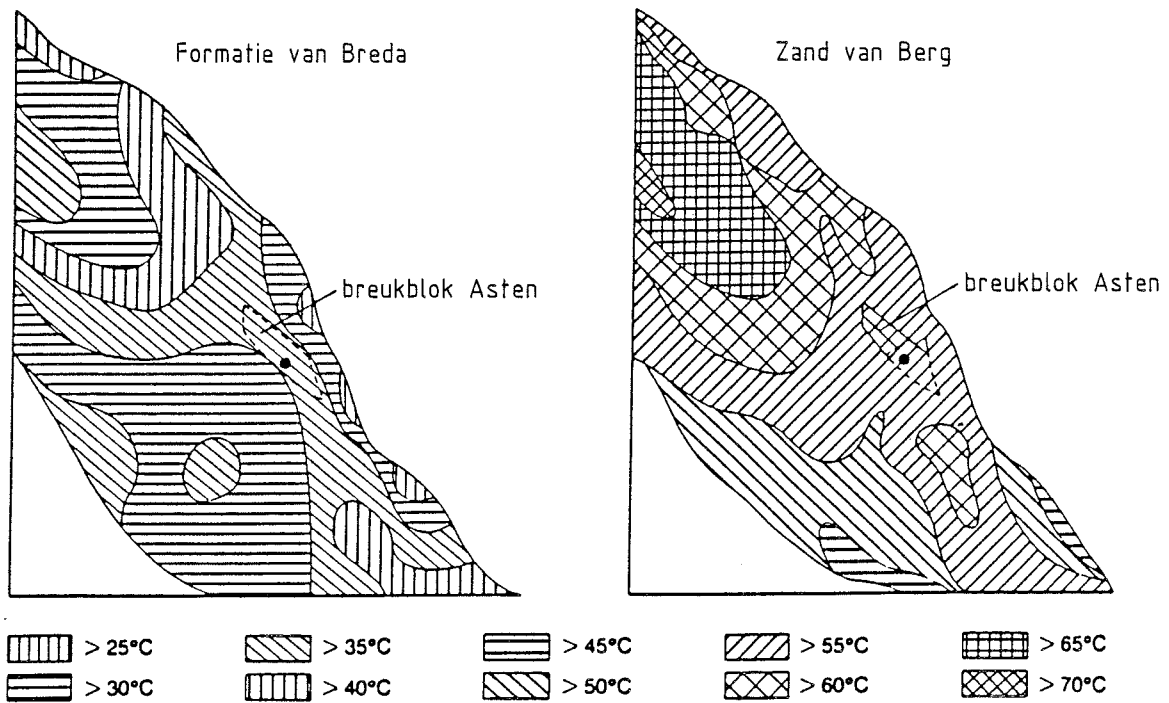 Formatie van Breda
Zand van Berg
breukblok Asten
breukblok Asten
> 25°C > 35°C > 45°C > 55°C > 65°C
> 30°C > 40°C > 50°C > 60°C > 70°C